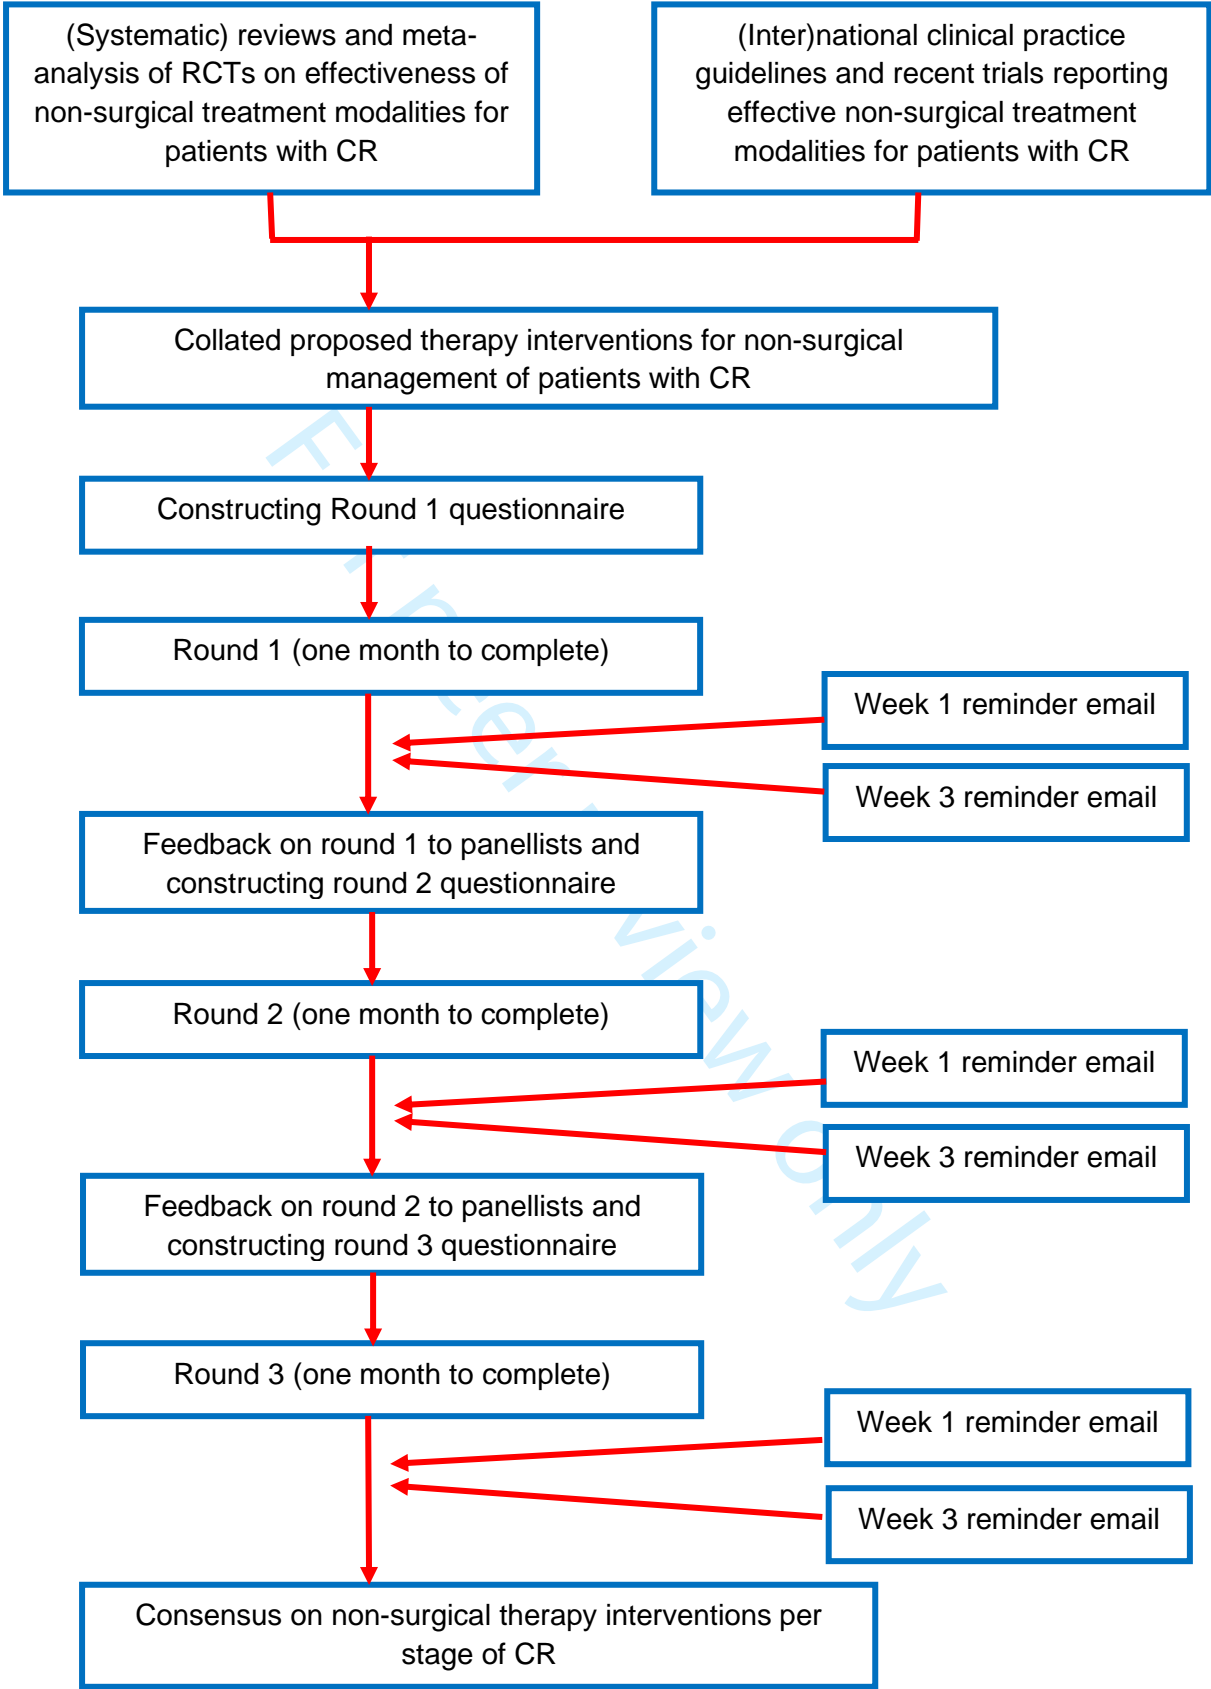 (Systematic) reviews and meta-
analysis of RCTs on effectiveness of
non-surgical treatment modalities for
patients with CR
(Inter)national clinical practice
guidelines and recent trials reporting
effective non-surgical treatment
modalities for patients with CR
Collated proposed therapy interventions for non-surgical
management of patients with CR
Constructing Round 1 questionnaire
Round 1 (one month to complete)
Week 1 reminder email
Week 3 reminder email
Feedback on round 1 to panellists and
constructing round 2 questionnaire
Round 2 (one month to complete)
Week 1 reminder email
Week 3 reminder email
Feedback on round 2 to panellists and
constructing round 3 questionnaire
Round 3 (one month to complete)
Week 1 reminder email
Week 3 reminder email
Consensus on non-surgical therapy interventions per
stage of CR